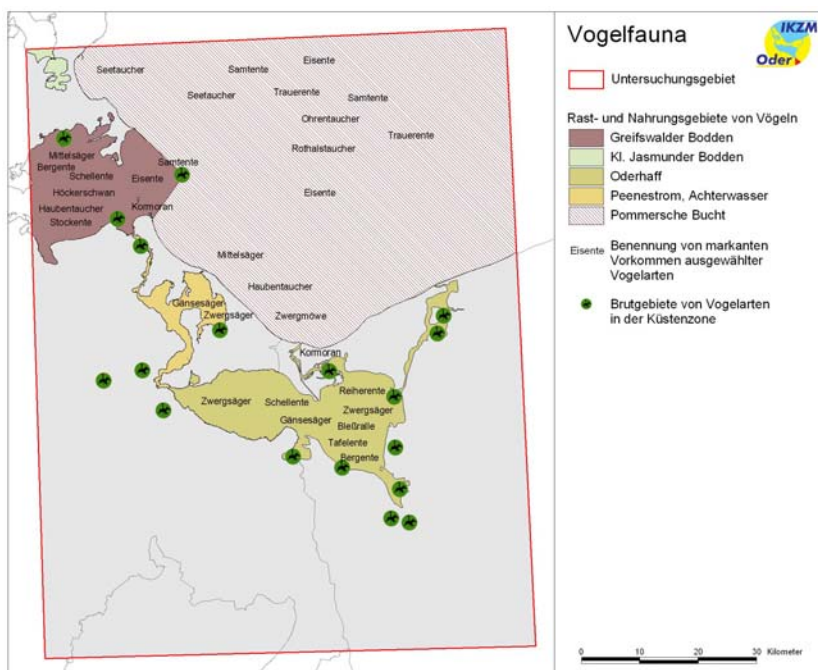 Eisente
Seetaucher
Samtente
Seetaucher
Trauerente
Samtente
Ohrentaucher
Trauerente
Rothalstaucher
Mittelsäger
Samtente
Bergente
Schellente
Eisente
Höckerschwan
Eisente
Haubentaucher
Kormoran
Stockente
Mittelsäger
Haubentaucher
Gänsesäger
Zwergsäger
Zwergmöwe
Kormoran
Reiherente
Zwergsäger
Schellente
Zwergsäger
Gänsesäger
Bleßralle
Tafelente
Bergente
Vogelfauna
IKZM
Oder
Untersuchungsgebiet
Rast- und Nahrungsgebiete von Vögeln
Greifswalder Bodden
Kl. Jasmunder Bodden
Oderhaff
Peenestrom, Achterwasser
Pommersche Bucht
Eisente Benennung von markanten
Vorkommen ausgewählter
Vogelarten
Brutgebiete von Vogelarten
in der Küstenzone
0 10 20 30 Kilometer